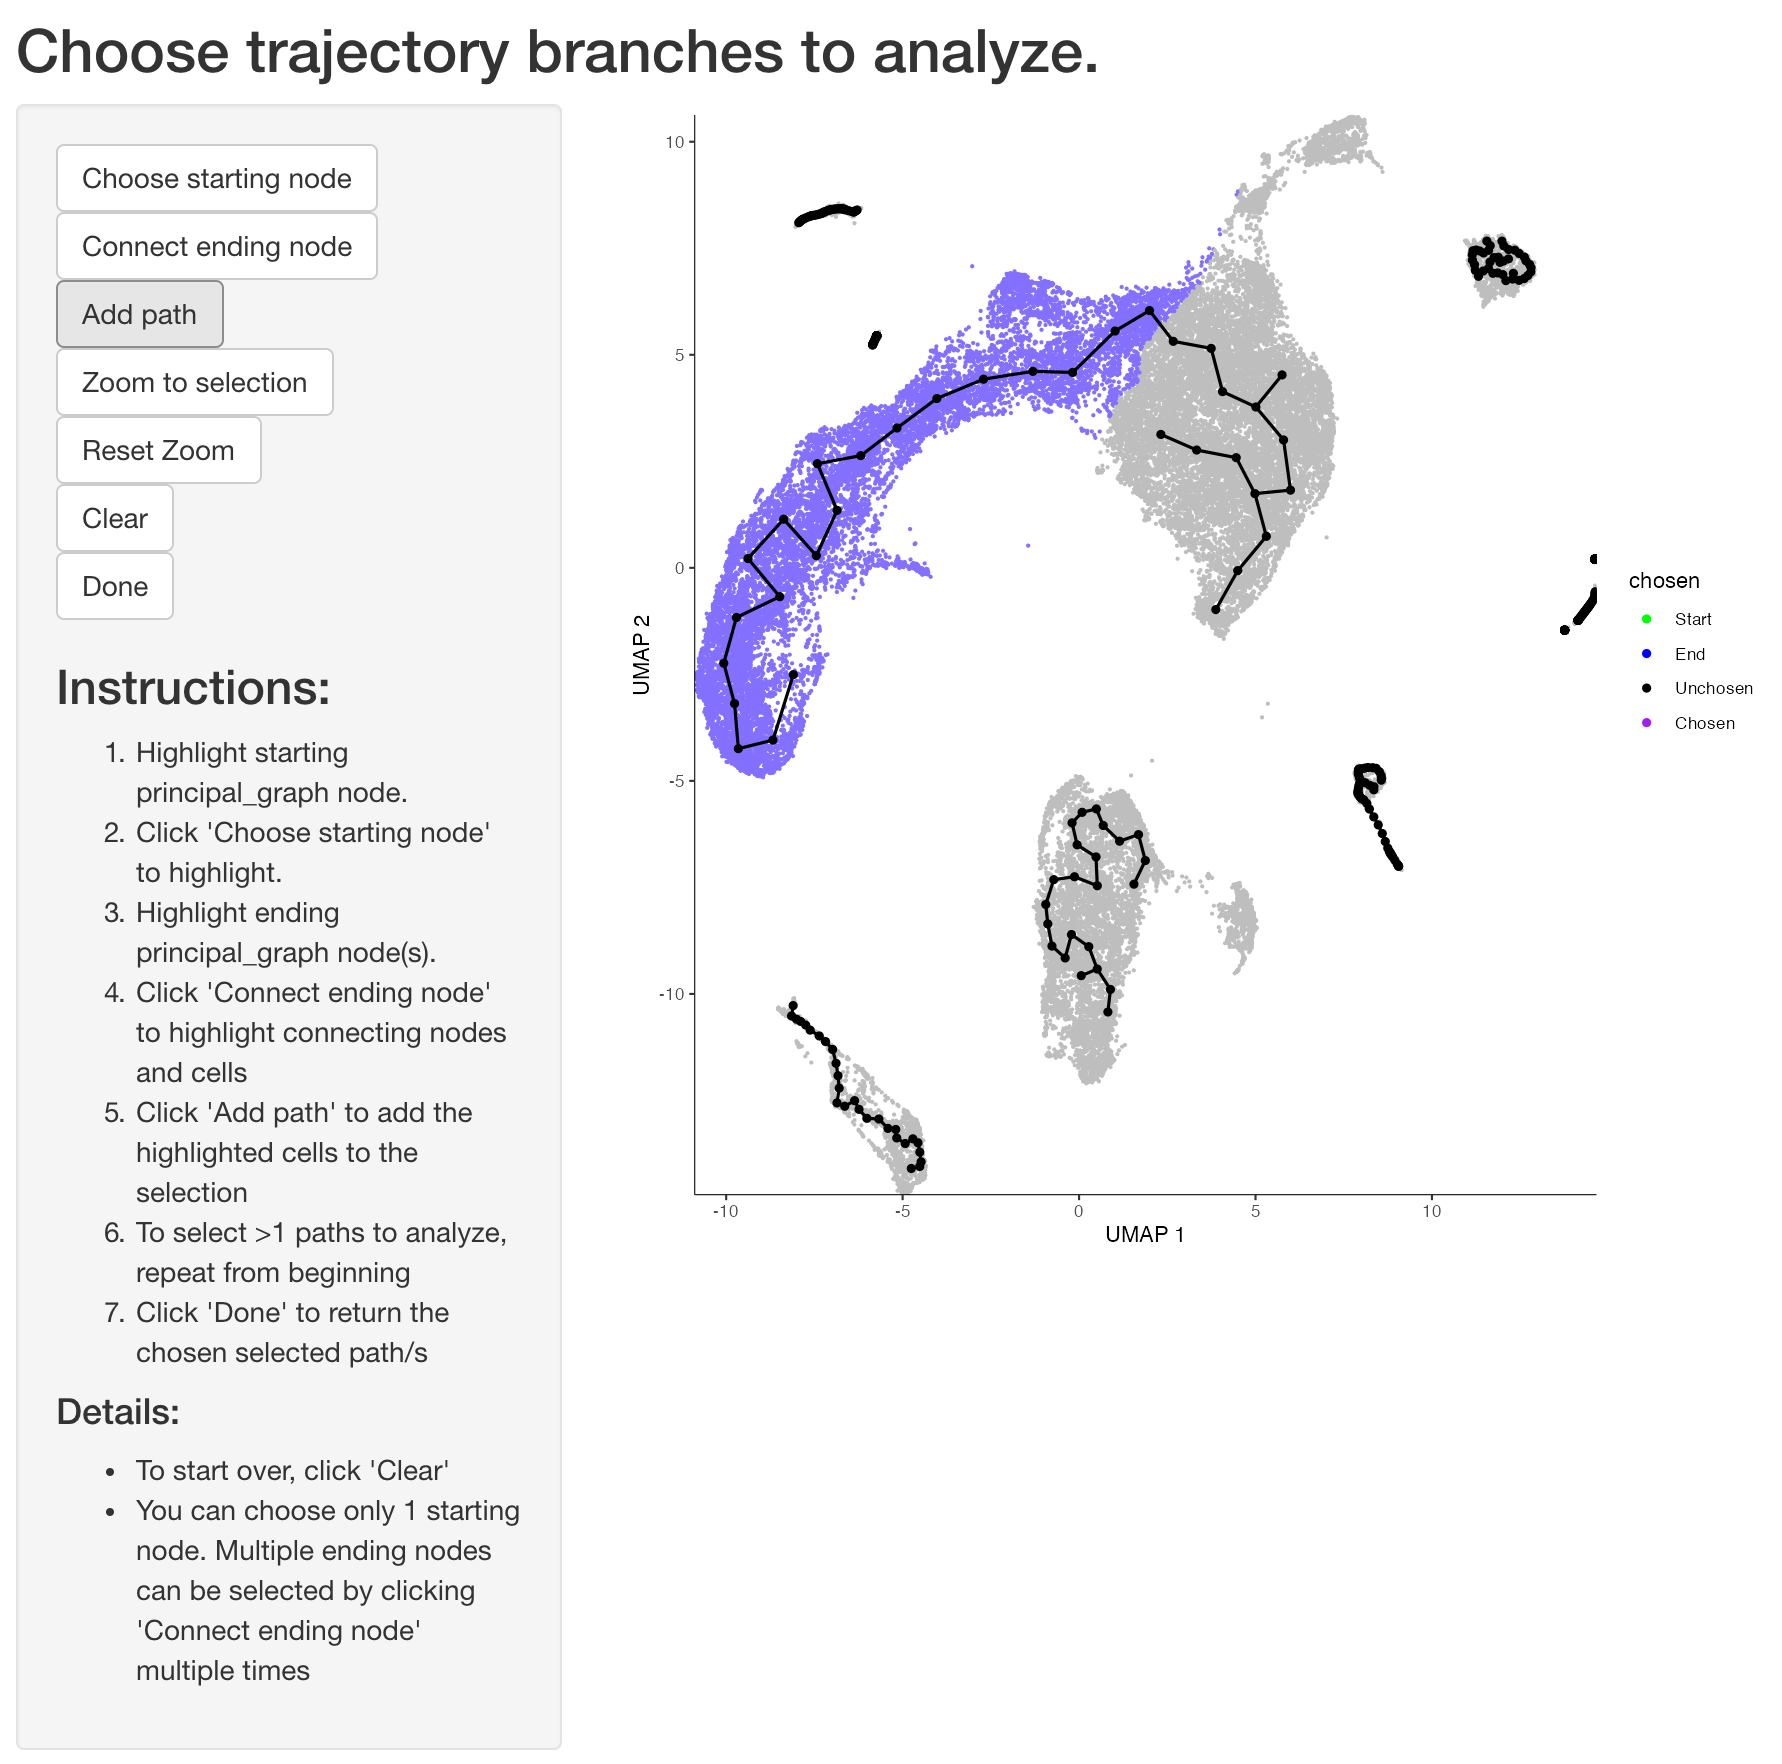 Choose trajectory branches to analyze.
Choose starting node
Connect ending node
Add path
Zoom to selection
Reset Zoom
Clear
Done
Instructions:
1. Highlight starting
principal_graph node.
2. Click 'Choose starting node'
to highlight.
3. Highlight ending
principal_graph node(s).
4. Click 'Connect ending node'
to highlight connecting nodes
and cells
5. Click 'Add path' to add the
highlighted cells to the
selection
6. To select >1 paths to analyze,
repeat from beginning
7. Click 'Done' to return the
chosen selected path/s
Details:
• To start over, click 'Clear'
• You can choose only 1 starting
node. Multiple ending nodes
can be selected by clicking
'Connect ending node'
multiple times
10
5
0
-5
-10
UMAP 2
-10
-5
0
5
10
UMAP 1
chosen
Start
End
Unchosen
Chosen